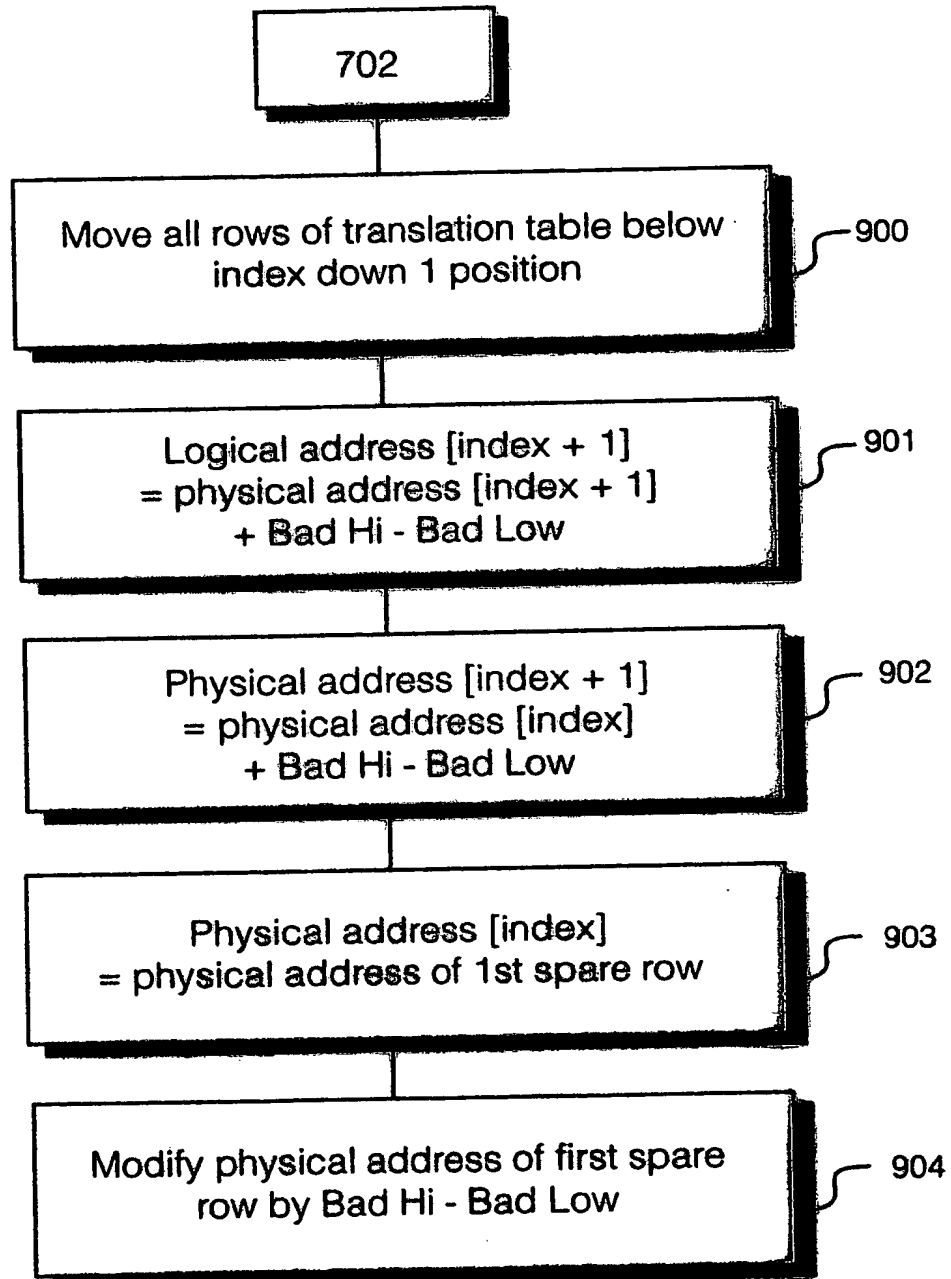 702
Move all rows of translation table below
index down 1 position
900
Logical address [index + 1]
= physical address [index + 1]
+ Bad Hi - Bad Low
901
Physical address [index + 1]
= physical address [index]
+ Bad Hi - Bad Low
902
Physical address [index]
= physical address of 1st spare row
903
Modify physical address of first spare
row by Bad Hi - Bad Low
904